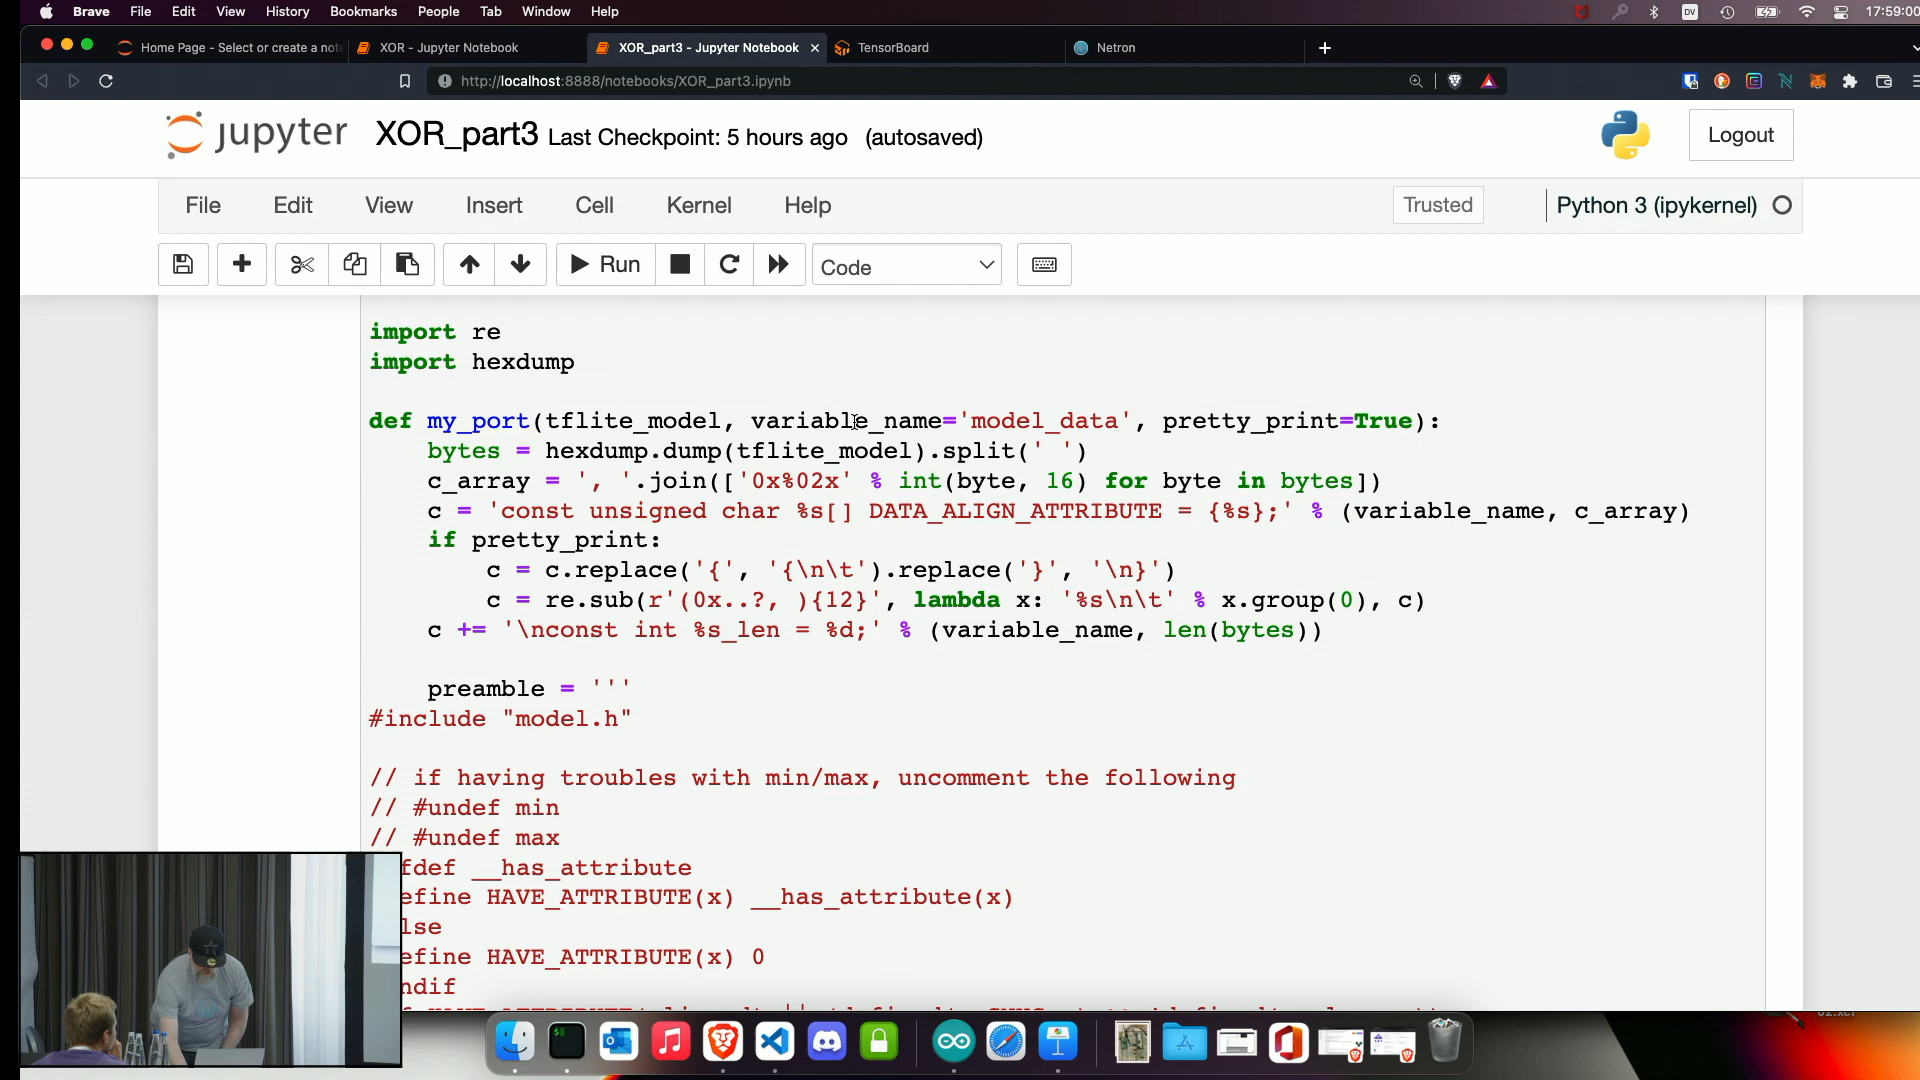 Brave File Edit View History Bookmarks People Tab Window Help DV 17:59:00
Home Page - Select or create a note XOR - Jupyter Notebook XOR_part3 - Jupyter Notebook TensorBoard Netron
http://localhost:8888/notebooks/XOR_part3.ipynb
jupyter XOR_part3 Last Checkpoint: 5 hours ago (autosaved) Logout
File Edit View Insert Cell Kernel Help Trusted Python 3 (ipykernel)
Run Code
import re
import hexdump
def my_port(tflite_model, variable_name='model_data', pretty_print=True):
bytes = hexdump.dump(tflite_model).split(' ')
c_array = ', '.join(['0x%02x' % int(byte, 16) for byte in bytes])
c = 'const unsigned char %s[] DATA_ALIGN_ATTRIBUTE = {%s};' % (variable_name, c_array)
if pretty_print:
c = c.replace('{', '{\n\t').replace('}', '\n}')
c = re.sub(r'(0x..?, ){12}', lambda x: '%s\n\t' % x.group(0), c)
c += '\nconst int %s_len = %d;' % (variable_name, len(bytes))
preamble = '''
#include "model.h"
// if having troubles with min/max, uncomment the following
// #undef min
// #undef max
fdef __has_attribute
efine HAVE_ATTRIBUTE(x) __has_attribute(x)
lse
efine HAVE_ATTRIBUTE(x) 0
ndif